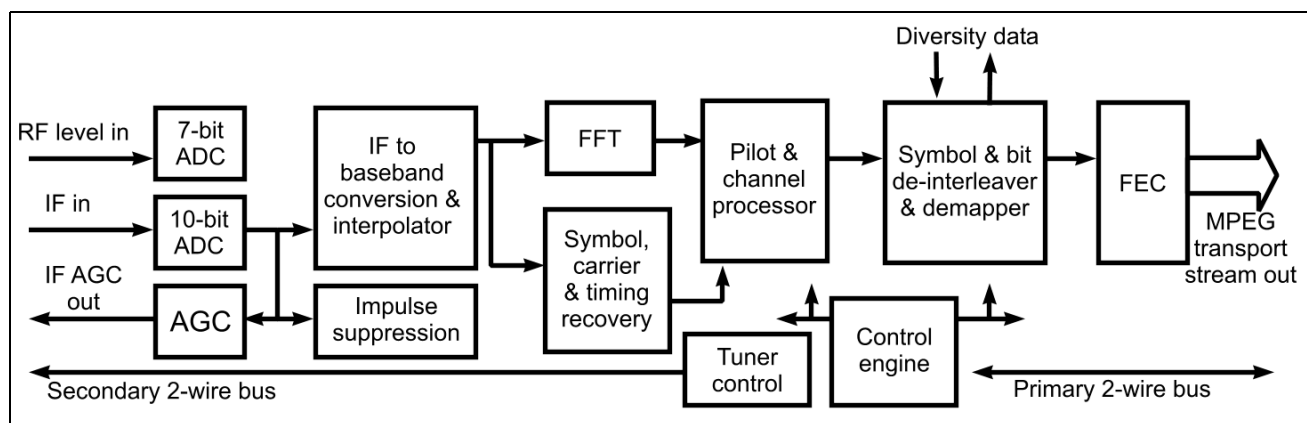 Diversity data
RF level in
7-bit
ADC
IF in
10-bit
ADC
IF AGC
out
AGC
IF to
baseband
conversion &
interpolator
Impulse
suppression
FFT
Symbol,
carrier
& timing
recovery
Pilot &
channel
processor
Symbol & bit
de-interleaver
& demapper
FEC
MPEG
transport
stream out
Tuner
control
Control
engine
Secondary 2-wire bus
Primary 2-wire bus